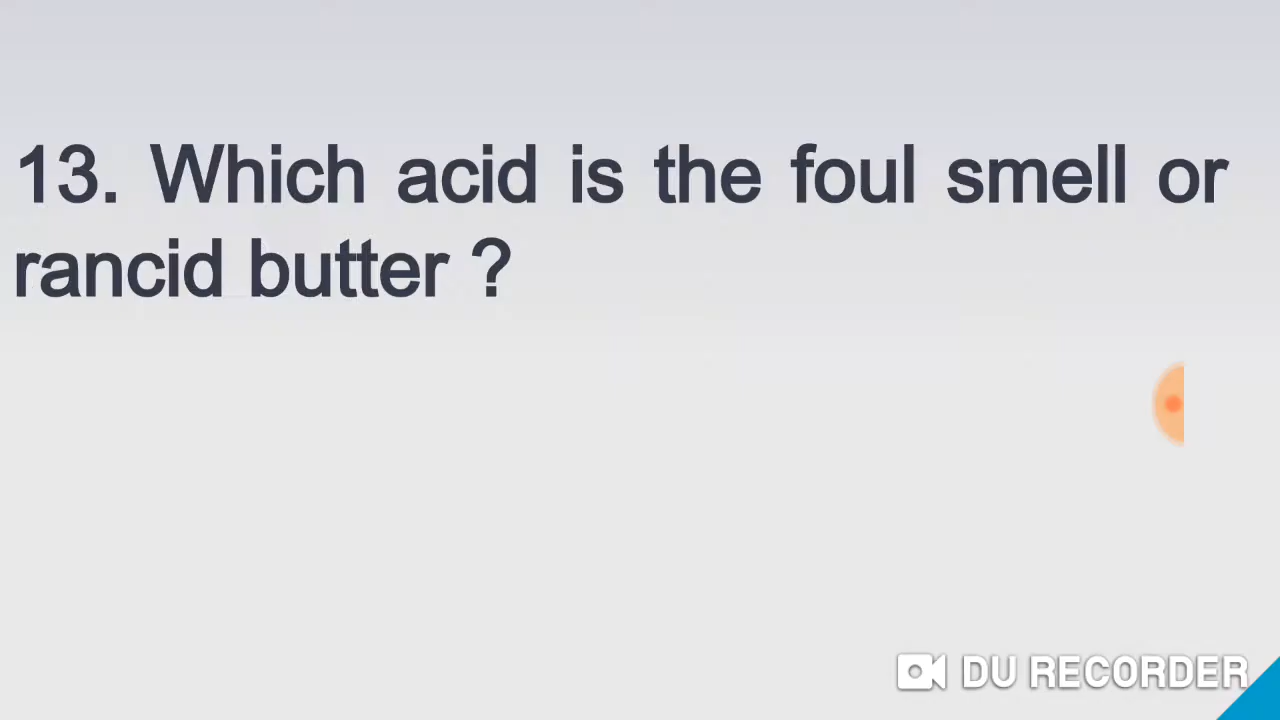 13. Which acid is the foul smell or
rancid butter ?
DU RECORDER